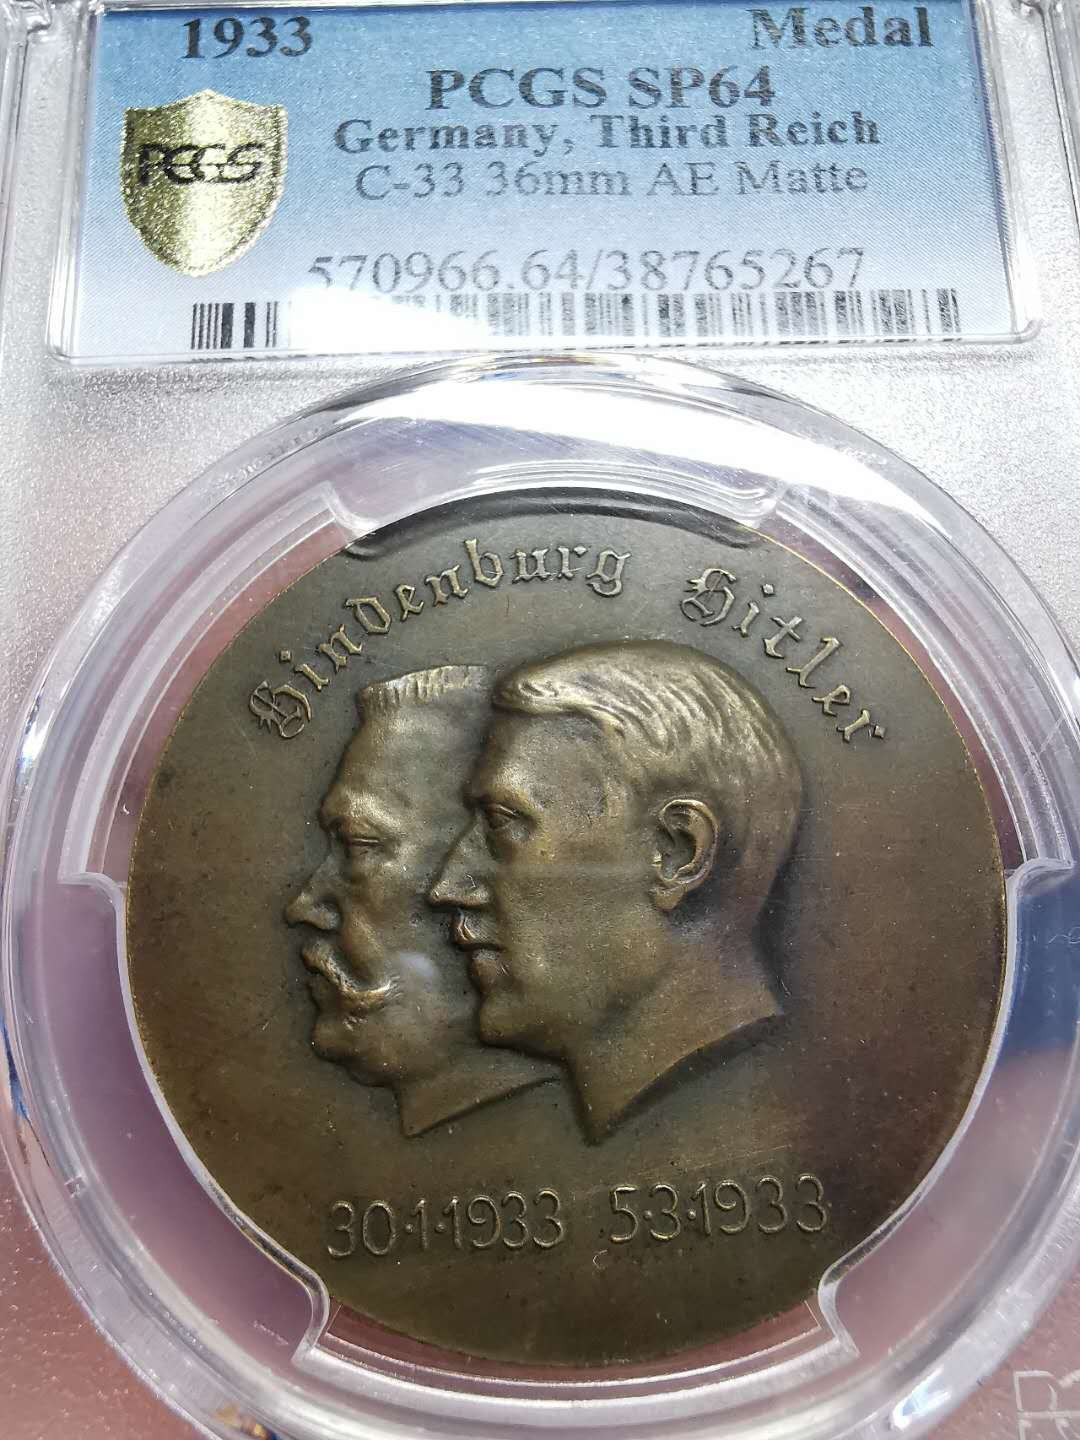 1933 Medal
PCGS SP64
Germany, Third Reich
C-33 36mm AE Matte
570966.64/38765267
PCGS
Hindenburg Hitler
30·1·1933 5·3·1933